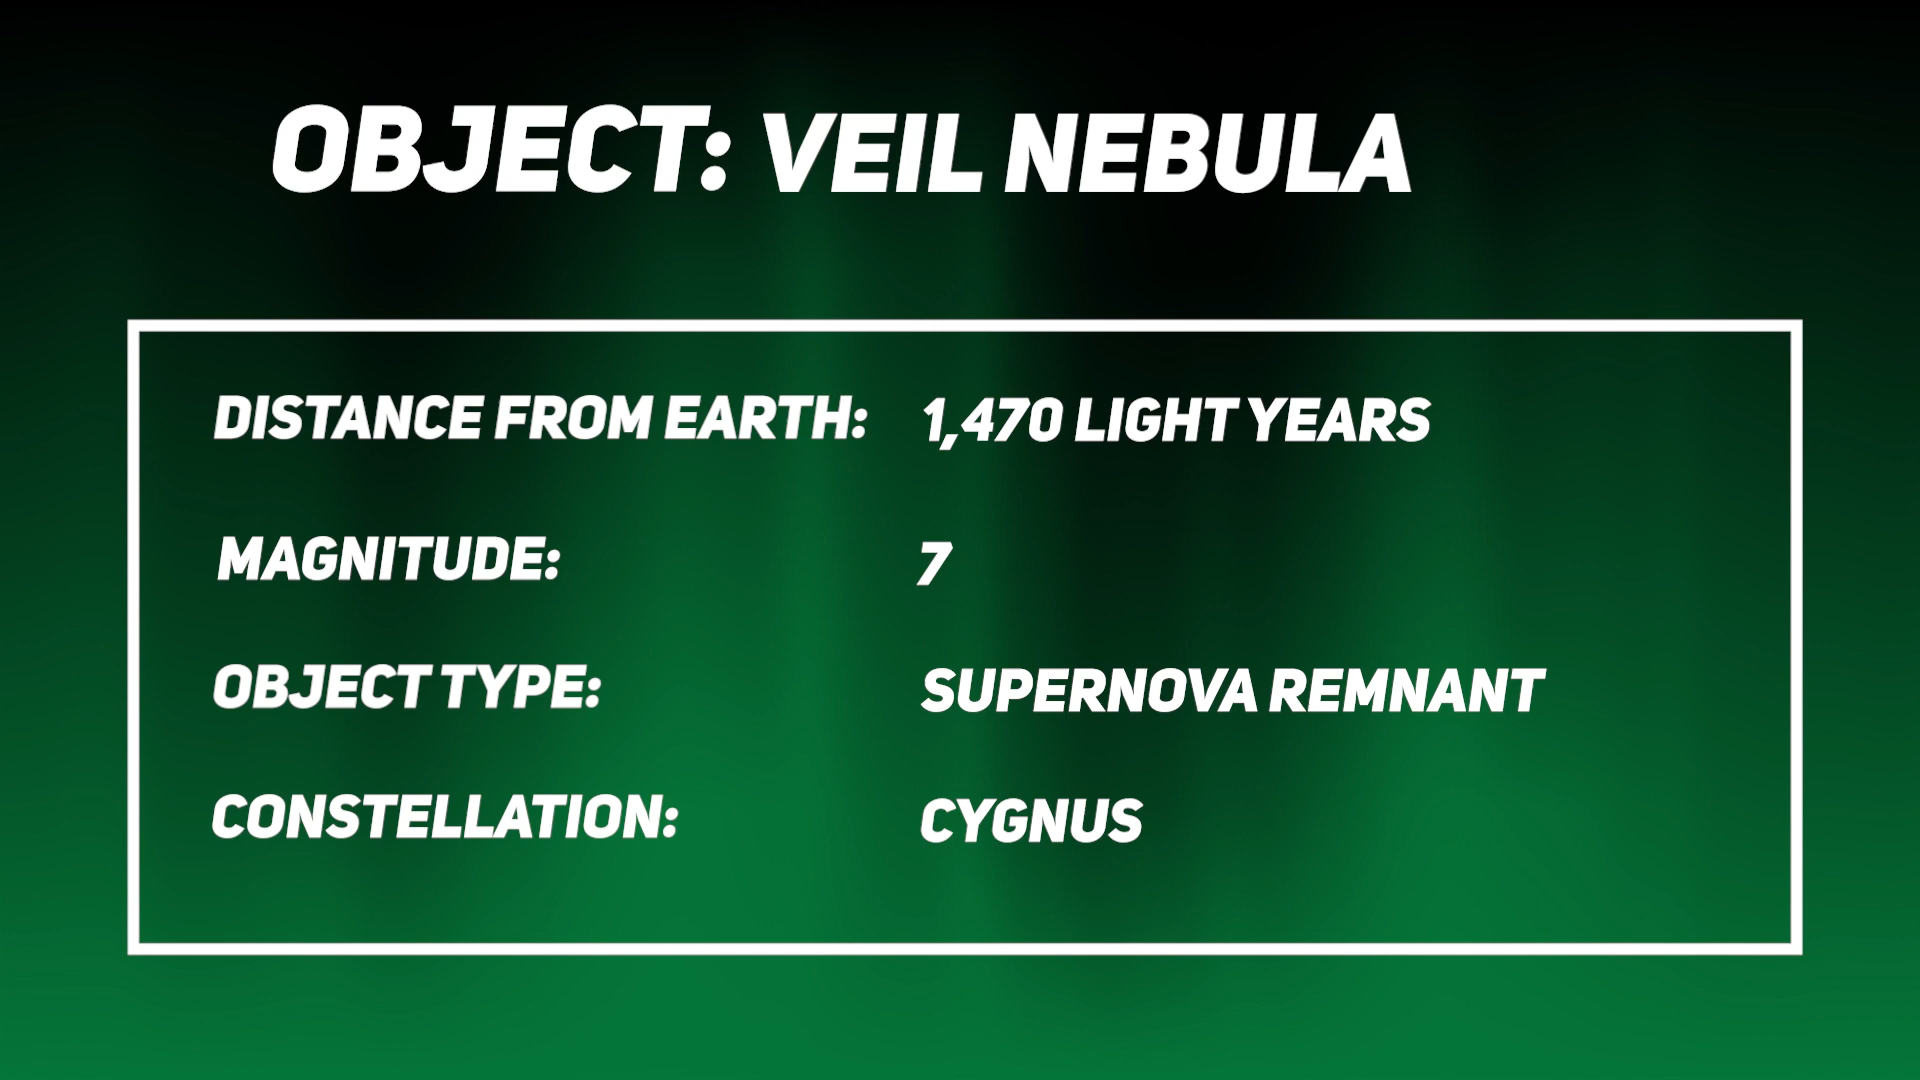 OBJECT: VEIL NEBULA
DISTANCE FROM EARTH: 1,470 LIGHT YEARS
MAGNITUDE: 7
OBJECT TYPE: SUPERNOVA REMNANT
CONSTELLATION: CYGNUS